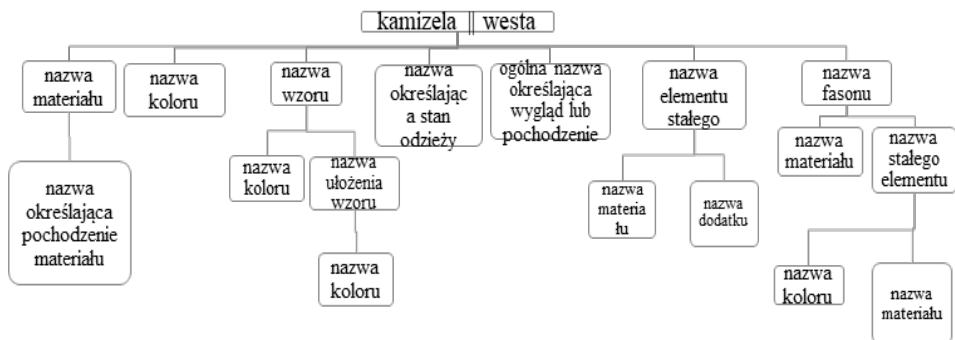 kamizela || westa
nazwa
materiału
nazwa
koloru
nazwa
wzoru
nazwa
określając
a stan
odzieży
ogólna nazwa
określająca
wygląd lub
pochodzenie
nazwa
elementu
stałego
nazwa
fasonu
nazwa
określająca
pochodzenie
materiału
nazwa
koloru
nazwa
ułożenia
wzoru
nazwa
koloru
nazwa
materia
łu
nazwa
dodatku
nazwa
materiału
nazwa
stałego
elementu
nazwa
koloru
nazwa
materiału